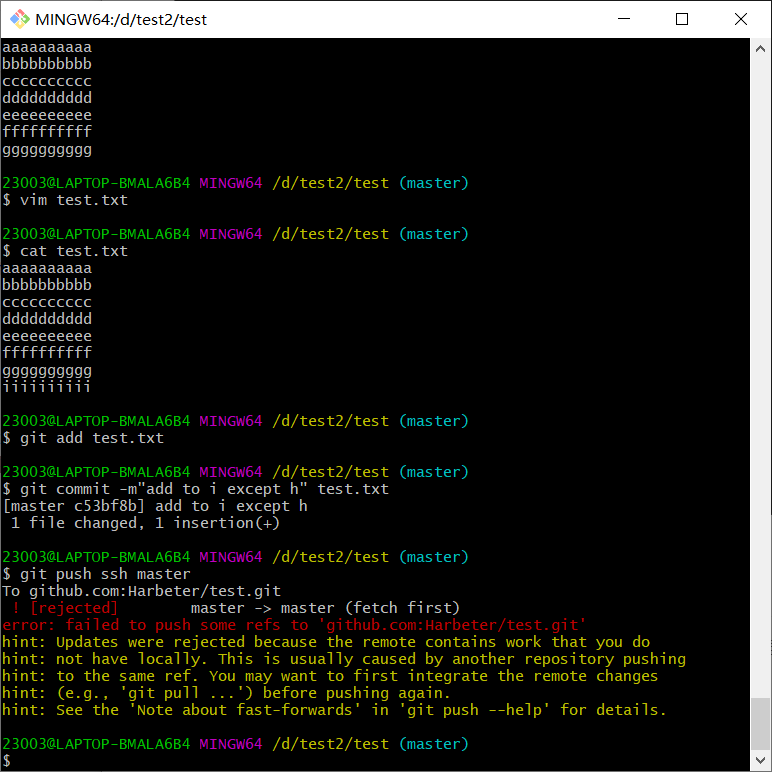 MINGW64:/d/test2/test
aaaaaaaaaa
bbbbbbbbbb
cccccccccc
dddddddddd
eeeeeeeeee
ffffffffff
gggggggggg
23003@LAPTOP-BMALA6B4 MINGW64 /d/test2/test (master)
$ vim test.txt
23003@LAPTOP-BMALA6B4 MINGW64 /d/test2/test (master)
$ cat test.txt
aaaaaaaaaa
bbbbbbbbbb
cccccccccc
dddddddddd
eeeeeeeeee
ffffffffff
gggggggggg
iiiiiiiiii
23003@LAPTOP-BMALA6B4 MINGW64 /d/test2/test (master)
$ git add test.txt
23003@LAPTOP-BMALA6B4 MINGW64 /d/test2/test (master)
$ git commit -m"add to i except h" test.txt
[master c53bf8b] add to i except h
 1 file changed, 1 insertion(+)
23003@LAPTOP-BMALA6B4 MINGW64 /d/test2/test (master)
$ git push ssh master
To github.com:Harbeter/test.git
 ! [rejected]        master -> master (fetch first)
error: failed to push some refs to 'github.com:Harbeter/test.git'
hint: Updates were rejected because the remote contains work that you do
hint: not have locally. This is usually caused by another repository pushing
hint: to the same ref. You may want to first integrate the remote changes
hint: (e.g., 'git pull ...') before pushing again.
hint: See the 'Note about fast-forwards' in 'git push --help' for details.
23003@LAPTOP-BMALA6B4 MINGW64 /d/test2/test (master)
$